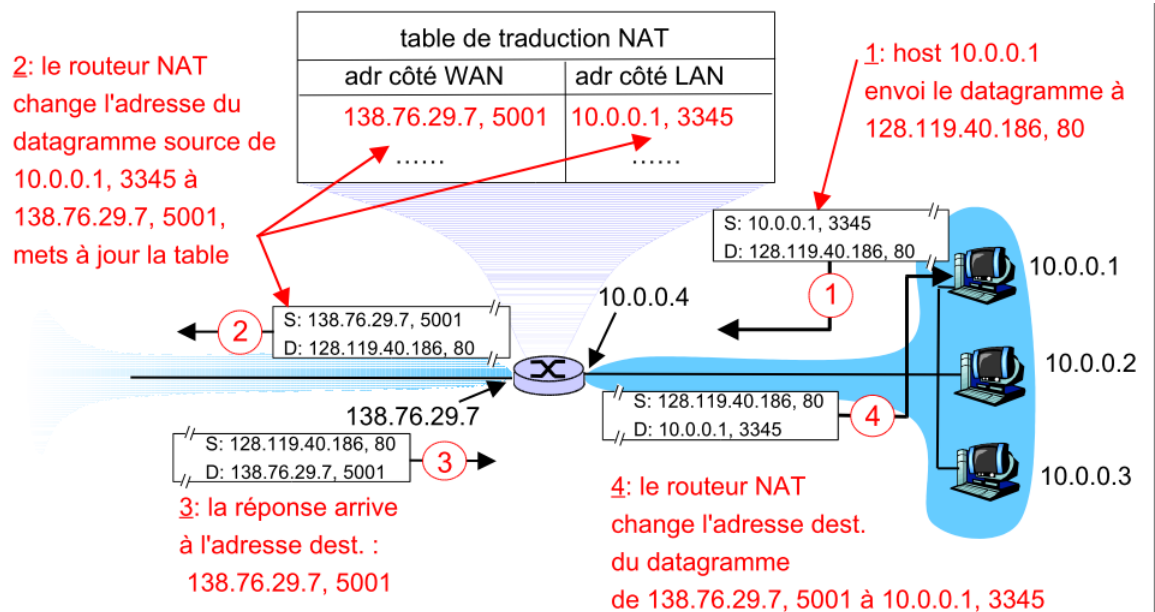 table de traduction NAT
adr côté WAN
adr côté LAN
138.76.29.7, 5001
10.0.0.1, 3345
......
......
2: le routeur NAT
change l'adresse du
datagramme source de
10.0.0.1, 3345 à
138.76.29.7, 5001,
mets à jour la table
1: host 10.0.0.1
envoi le datagramme à
128.119.40.186, 80
S: 10.0.0.1, 3345
D: 128.119.40.186, 80
1
10.0.0.1
10.0.0.4
2
S: 138.76.29.7, 5001
D: 128.119.40.186, 80
10.0.0.2
138.76.29.7
S: 128.119.40.186, 80
D: 10.0.0.1, 3345
4
S: 128.119.40.186, 80
D: 138.76.29.7, 5001
3
10.0.0.3
3: la réponse arrive
à l'adresse dest. :
138.76.29.7, 5001
4: le routeur NAT
change l'adresse dest.
du datagramme
de 138.76.29.7, 5001 à 10.0.0.1, 3345